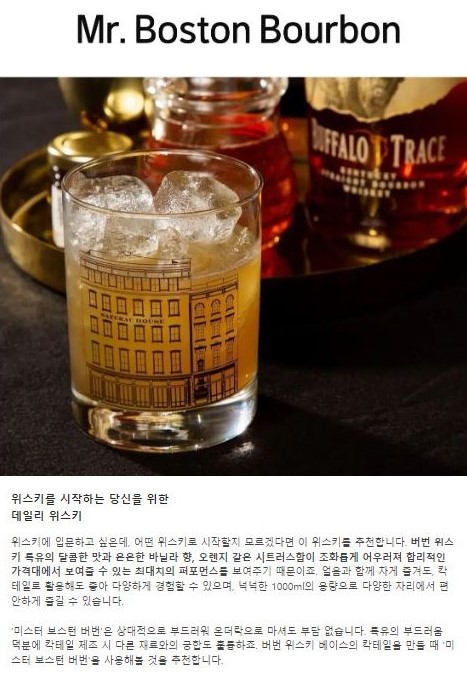 Mr. Boston Bourbon
BUFFALO TRACE
KENTUCKY
STRAIGHT BOURBON
WHISKEY
SAZERAC HOUSE
위스키를 시작하는 당신을 위한
데일리 위스키
위스키에 입문하고 싶은데, 어떤 위스키로 시작할지 모르겠다면 이 위스키를 추천합니다. 버번 위스
키 특유의 달콤한 맛과 은은한 바닐라 향, 오렌지 같은 시트러스함이 조화롭게 어우러져 합리적인
가격대에서 보여줄 수 있는 최대치의 퍼포먼스를 보여주기 때문이죠. 얼음과 함께 차게 즐겨도, 칵
테일로 활용해도 좋아 다양하게 경험할 수 있으며, 넉넉한 1000ml의 용량으로 다양한 자리에서 편
안하게 즐길 수 있습니다.
'미스터 보스턴 버번'은 상대적으로 부드러워 온더락으로 마셔도 부담 없습니다. 특유의 부드러움
덕분에 칵테일 제조 시 다른 재료와의 궁합도 훌륭하죠. 버번 위스키 베이스의 칵테일을 만들 때 '미
스터 보스턴 버번'을 사용해볼 것을 추천합니다.